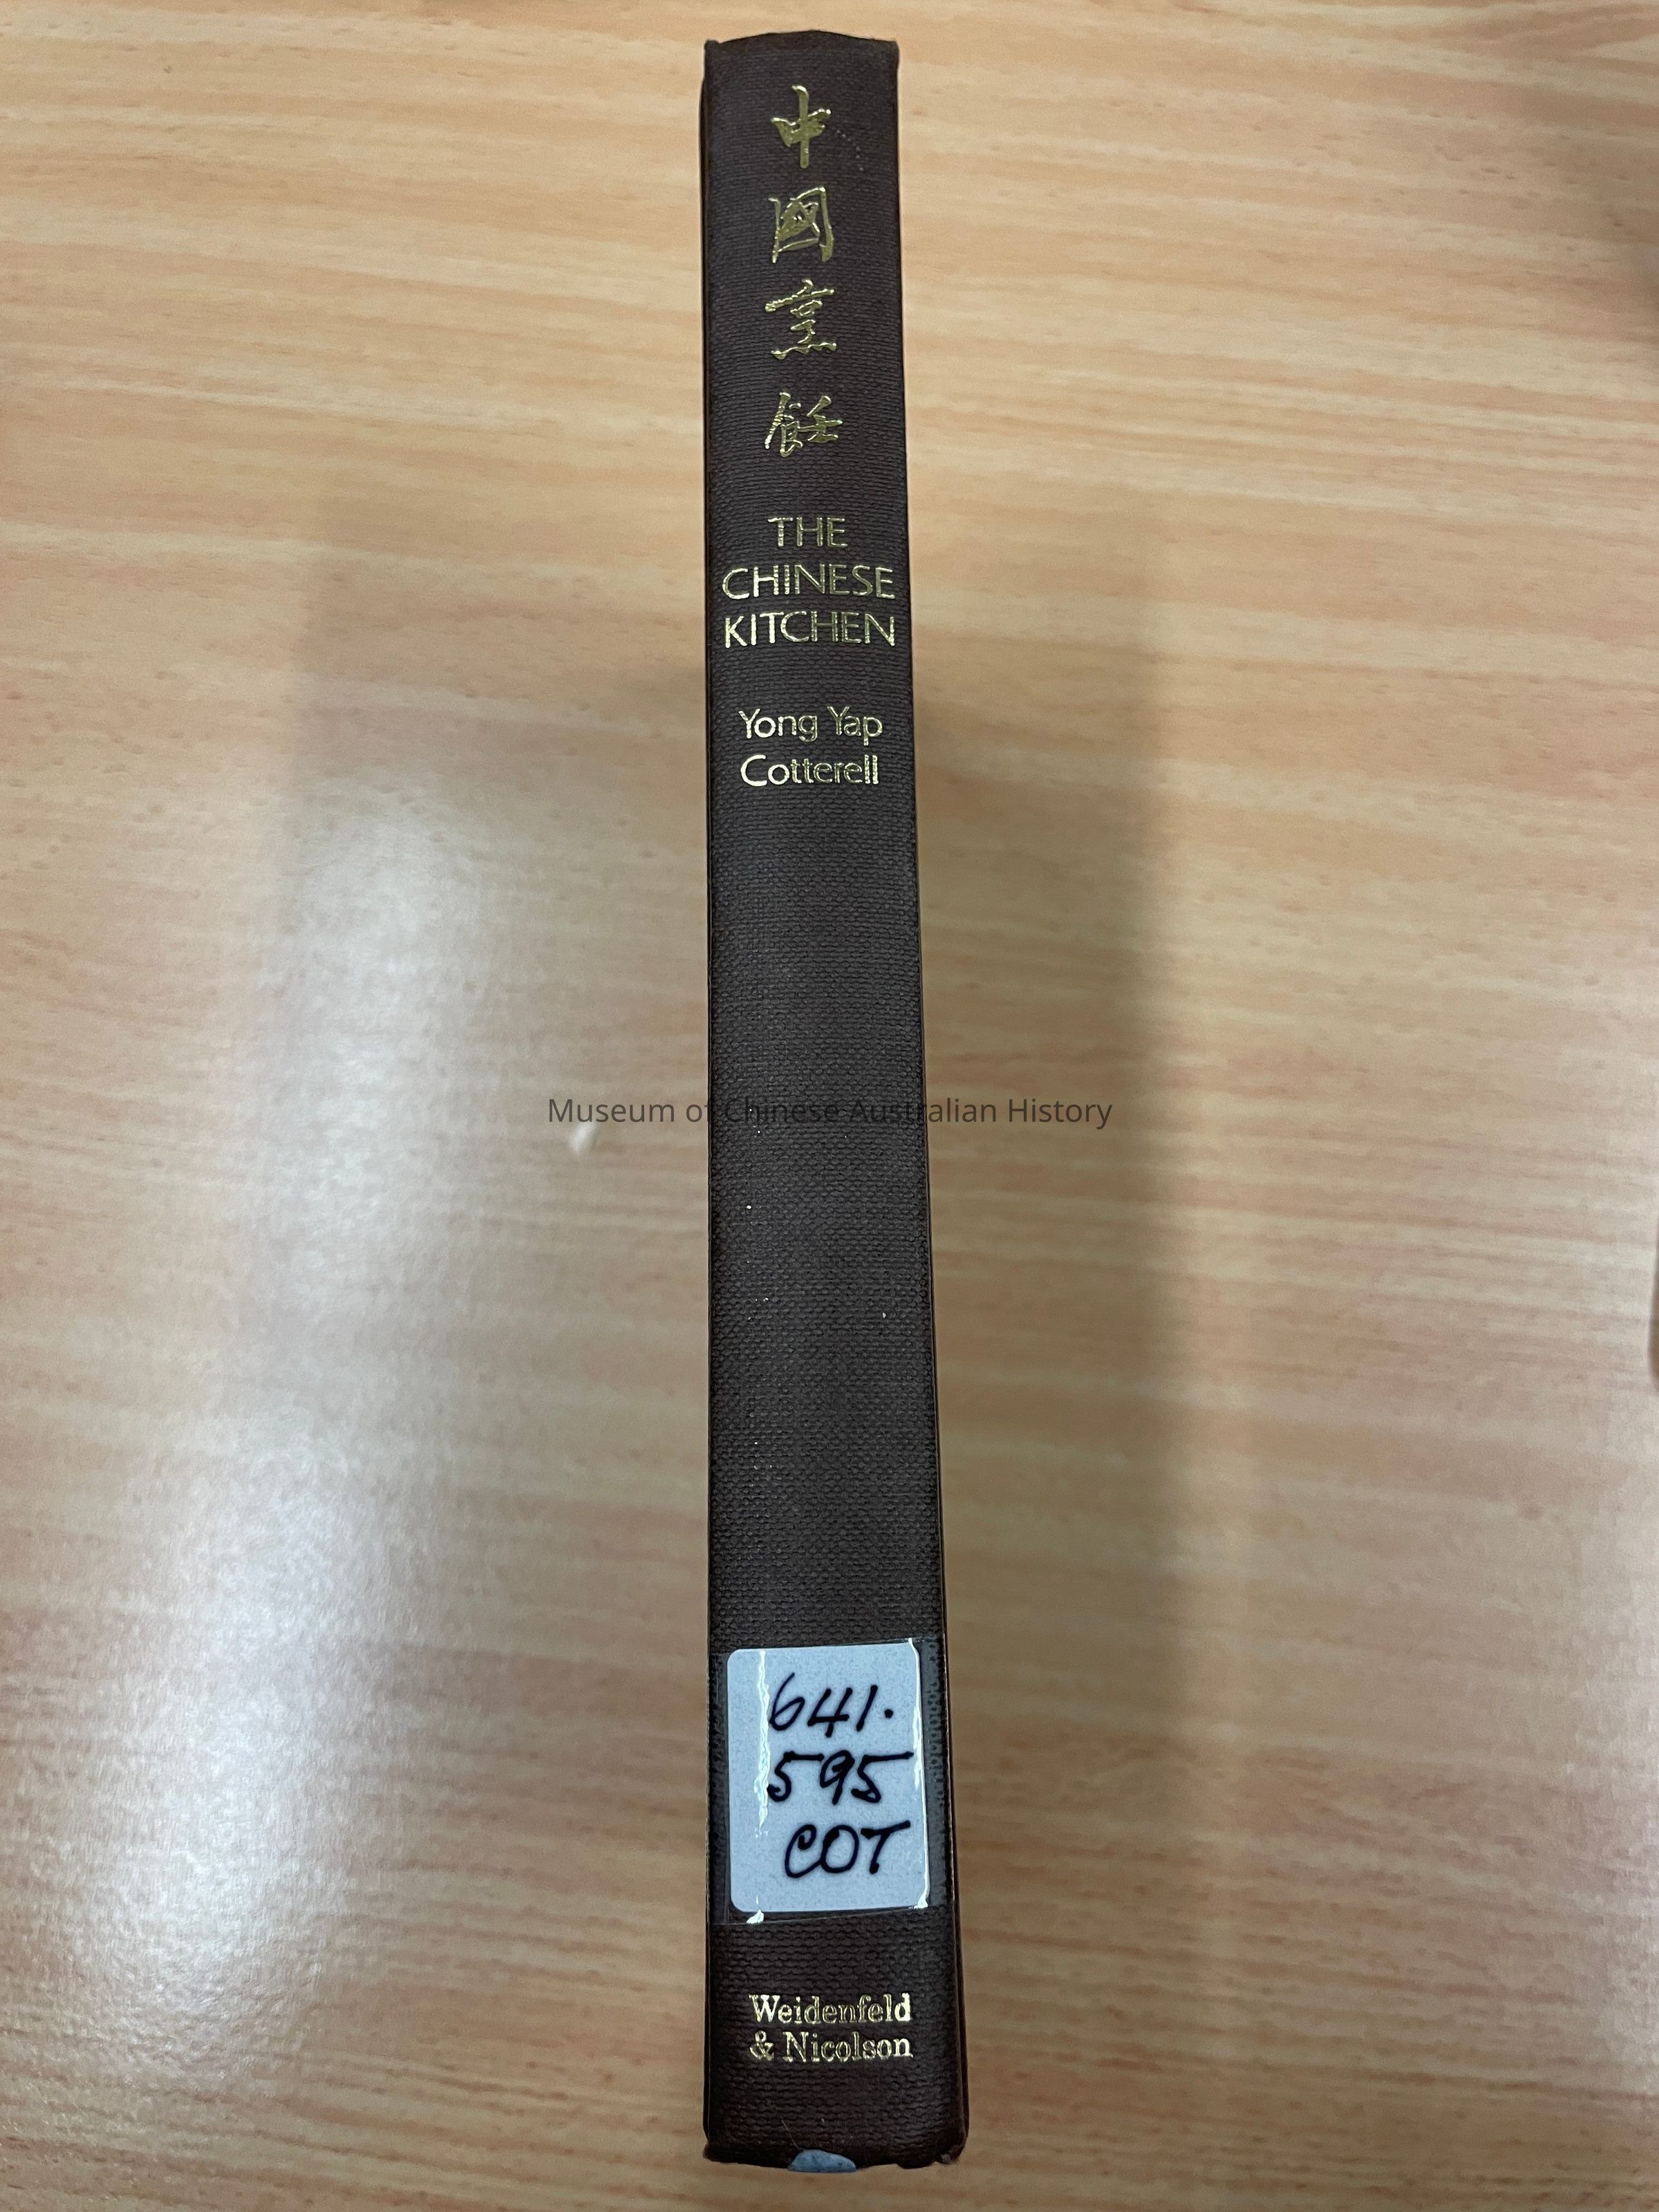 中
國
烹
飪
THE
CHINESE
KITCHEN
Yong Yap
Cotterell
Museum of Chinese Australian History
641.
595
COT
Weidenfeld
& Nicolson